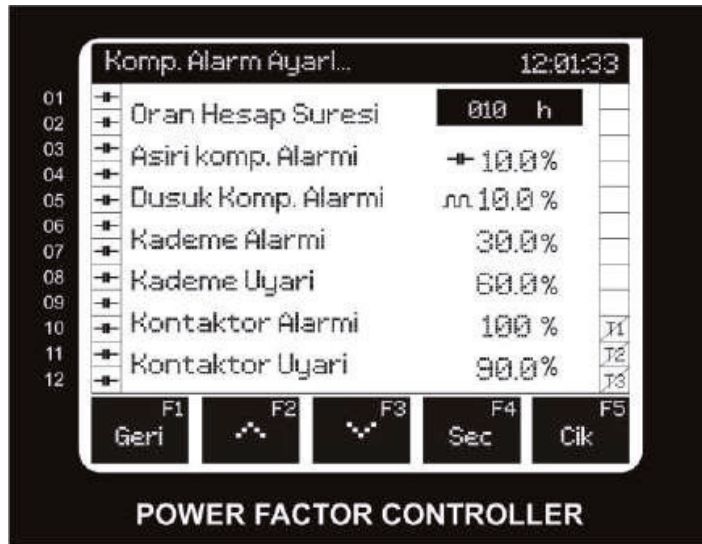 Komp. Alarm Ayarı... 12:01:33
01
02
03
04
05
06
07
08
09
10
11
12
Oran Hesap Suresi 010 h
Asiri komp. Alarmi 10.0%
Dusuk Komp. Alarmi 10.0 %
Kademe Alarmi 30.0%
Kademe Uyari 60.0%
Kontaktor Alarmi 100 %
Kontaktor Uyari 90.0%
T1
T2
T3
F1 F2 F3 F4 F5
Geri Sec Cik
POWER FACTOR CONTROLLER